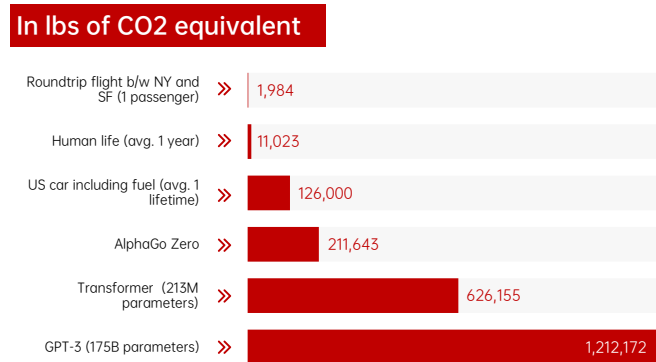 In lbs of CO2 equivalent
Roundtrip flight b/w NY and
SF (1 passenger)
1,984
Human life (avg. 1 year)
11,023
US car including fuel (avg. 1
lifetime)
126,000
AlphaGo Zero
211,643
Transformer (213M
parameters)
626,155
GPT-3 (175B parameters)
1,212,172